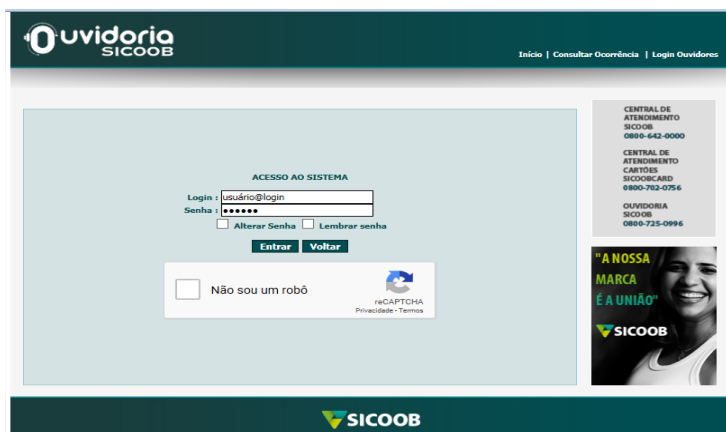 Ouvidoria
SICOOB
Início | Consultar Ocorrência | Login Ouvidores
ACESSO AO SISTEMA
Login : usuário@login
Senha : ●●●●●●
Alterar Senha Lembrar senha
Entrar Voltar
Não sou um robô
reCAPTCHA
Privacidade - Termos
CENTRAL DE
ATENDIMENTO
SICOOB
0800-642-0000
CENTRAL DE
ATENDIMENTO
CARTÕES
SICOOBCARD
0800-702-0756
OUVIDORIA
SICOOB
0800-725-0996
"A NOSSA
MARCA
É A UNIÃO"
SICOOB
SICOOB